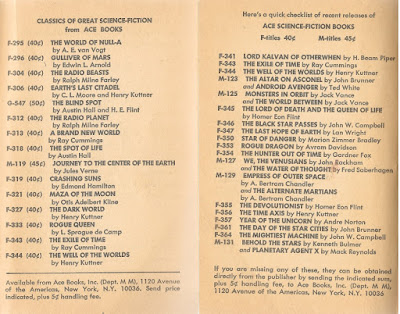 CLASSICS OF GREAT SCIENCE-FICTION
from ACE BOOKS
F-295 (40¢) THE WORLD OF NULL-A
by A. E. van Vogt
F-296 (40¢) GULLIVER OF MARS
by Edwin L. Arnold
F-304 (40¢) THE RADIO BEASTS
by Ralph Milne Farley
F-306 (40¢) EARTH'S LAST CITADEL
by C. L. Moore and Henry Kuttner
G-547 (50¢) THE BLIND SPOT
by Austin Hall and H. E. Flint
F-312 (40¢) THE RADIO PLANET
by Ralph Milne Farley
F-313 (40¢) A BRAND NEW WORLD
by Ray Cummings
F-318 (40¢) THE SPOT OF LIFE
by Austin Hall
M-119 (45¢) JOURNEY TO THE CENTER OF THE EARTH
by Jules Verne
F-319 (40¢) CRASHING SUNS
by Edmond Hamilton
F-321 (40¢) MAZA OF THE MOON
by Otis Adelbert Kline
F-327 (40¢) THE DARK WORLD
by Henry Kuttner
F-333 (40¢) ROGUE QUEEN
by L. Sprague de Camp
F-343 (40¢) THE EXILE OF TIME
by Ray Cummings
F-344 (40¢) THE WELL OF THE WORLDS
by Henry Kuttner
Available from Ace Books, Inc. (Dept. M M), 1120 Avenue
of the Americas, New York, N.Y. 10036. Send price
indicated, plus 5¢ handling fee.
Here's a quick checklist of recent releases of
ACE SCIENCE-FICTION BOOKS
F-titles 40¢ M-titles 45¢
F-341 LORD KALVAN OF OTHERWHEN by H. Beam Piper
F-343 THE EXILE OF TIME by Ray Cummings
F-344 THE WELL OF THE WORLDS by Henry Kuttner
M-123 THE ALTAR ON ASCONEL by John Brunner
and ANDROID AVENGER by Ted White
M-125 MONSTERS IN ORBIT by Jack Vance
and THE WORLD BETWEEN by Jack Vance
F-345 THE LORD OF DEATH AND THE QUEEN OF LIFE
by Homer Eon Flint
F-346 THE BLACK STAR PASSES by John W. Campbell
F-347 THE LAST HOPE OF EARTH by Lan Wright
F-350 STAR OF DANGER by Marion Zimmer Bradley
F-353 ROGUE DRAGON by Avram Davidson
F-354 THE HUNTER OUT OF TIME by Gardner Fox
M-127 WE, THE VENUSIANS by John Rackham
and THE WATER OF THOUGHT by Fred Saberhagen
M-129 EMPRESS OF OUTER SPACE
by A. Bertram Chandler
and THE ALTERNATE MARTIANS
by A. Bertram Chandler
F-355 THE DEVOLUTIONIST by Homer Eon Flint
F-356 THE TIME AXIS by Henry Kuttner
F-357 YEAR OF THE UNICORN by Andre Norton
F-361 THE DAY OF THE STAR CITIES by John Brunner
F-364 THE MIGHTIEST MACHINE by John W. Campbell
M-131 BEHOLD THE STARS by Kenneth Bulmer
and PLANETARY AGENT X by Mack Reynolds
If you are missing any of these, they can be obtained
directly from the publisher by sending the indicated sum,
plus 5¢ handling fee, to Ace Books, Inc. (Dept. M M), 1120
Avenue of the Americas, New York, N.Y. 10036